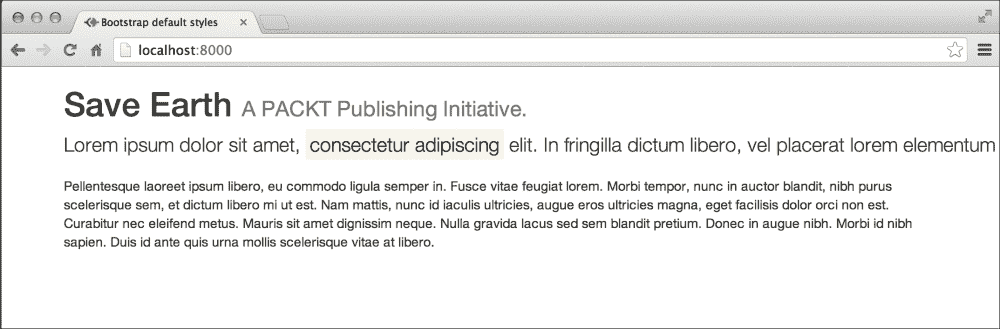 Bootstrap default styles
localhost:8000
Save Earth A PACKT Publishing Initiative.
Lorem ipsum dolor sit amet, consectetur adipiscing elit. In fringilla dictum libero, vel placerat lorem elementum
Pellentesque laoreet ipsum libero, eu commodo ligula semper in. Fusce vitae feugiat lorem. Morbi tempor, nunc in auctor blandit, nibh purus
scelerisque sem, et dictum libero mi ut est. Nam mattis, nunc id iaculis ultricies, augue eros ultricies magna, eget facilisis dolor orci non est.
Curabitur nec eleifend metus. Mauris sit amet dignissim neque. Nulla gravida lacus sed sem blandit pretium. Donec in augue nibh. Morbi id nibh
sapien. Duis id ante quis urna mollis scelerisque vitae at libero.